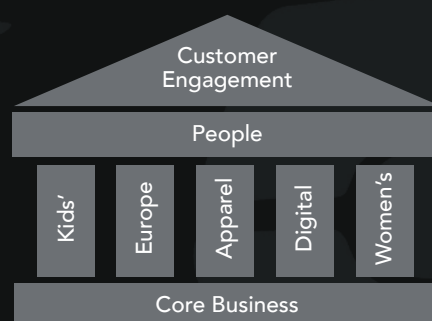 Customer
Engagement
People
Kids'
Europe
Apparel
Digital
Women's
Core Business